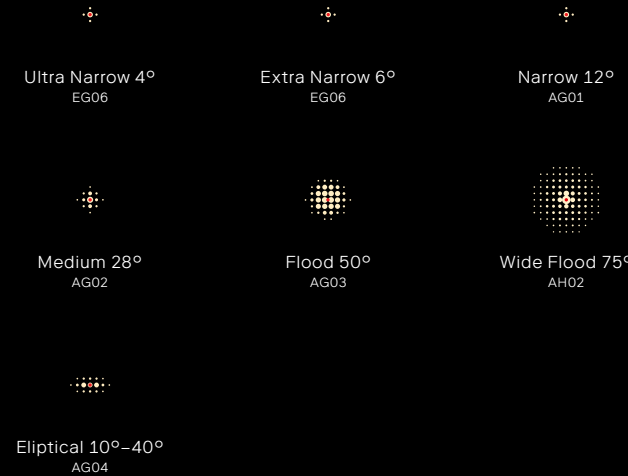 Ultra Narrow 4°
EG06
Extra Narrow 6°
EG06
Narrow 12°
AG01
Medium 28°
AG02
Flood 50°
AG03
Wide Flood 75°
AH02
Eliptical 10°–40°
AG04